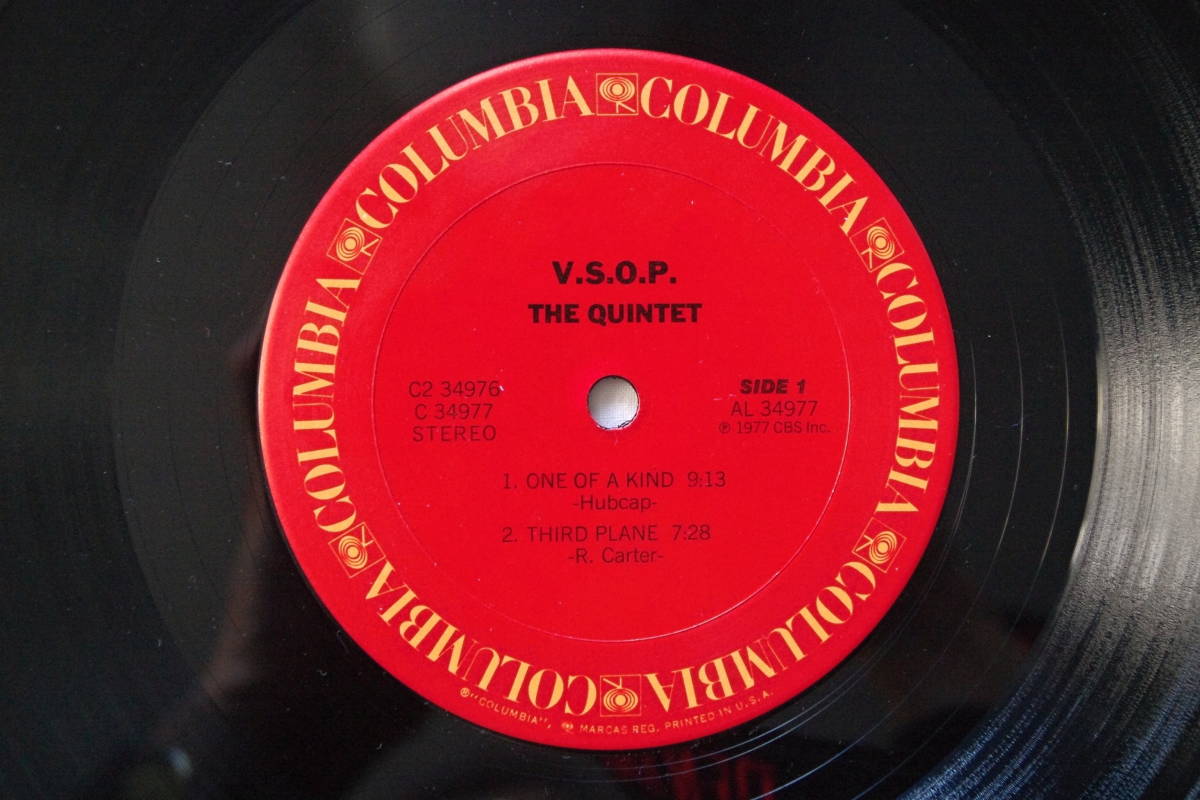 COLUMBIA COLUMBIA COLUMBIA COLUMBIA COLUMBIA COLUMBIA
V.S.O.P.
THE QUINTET
C2 34976
C 34977
STEREO
SIDE 1
AL 34977
℗ 1977 CBS Inc.
1. ONE OF A KIND 9:13
-Hubcap-
2. THIRD PLANE 7:28
-R. Carter-
®"COLUMBIA", MARCAS REG. PRINTED IN U.S.A.